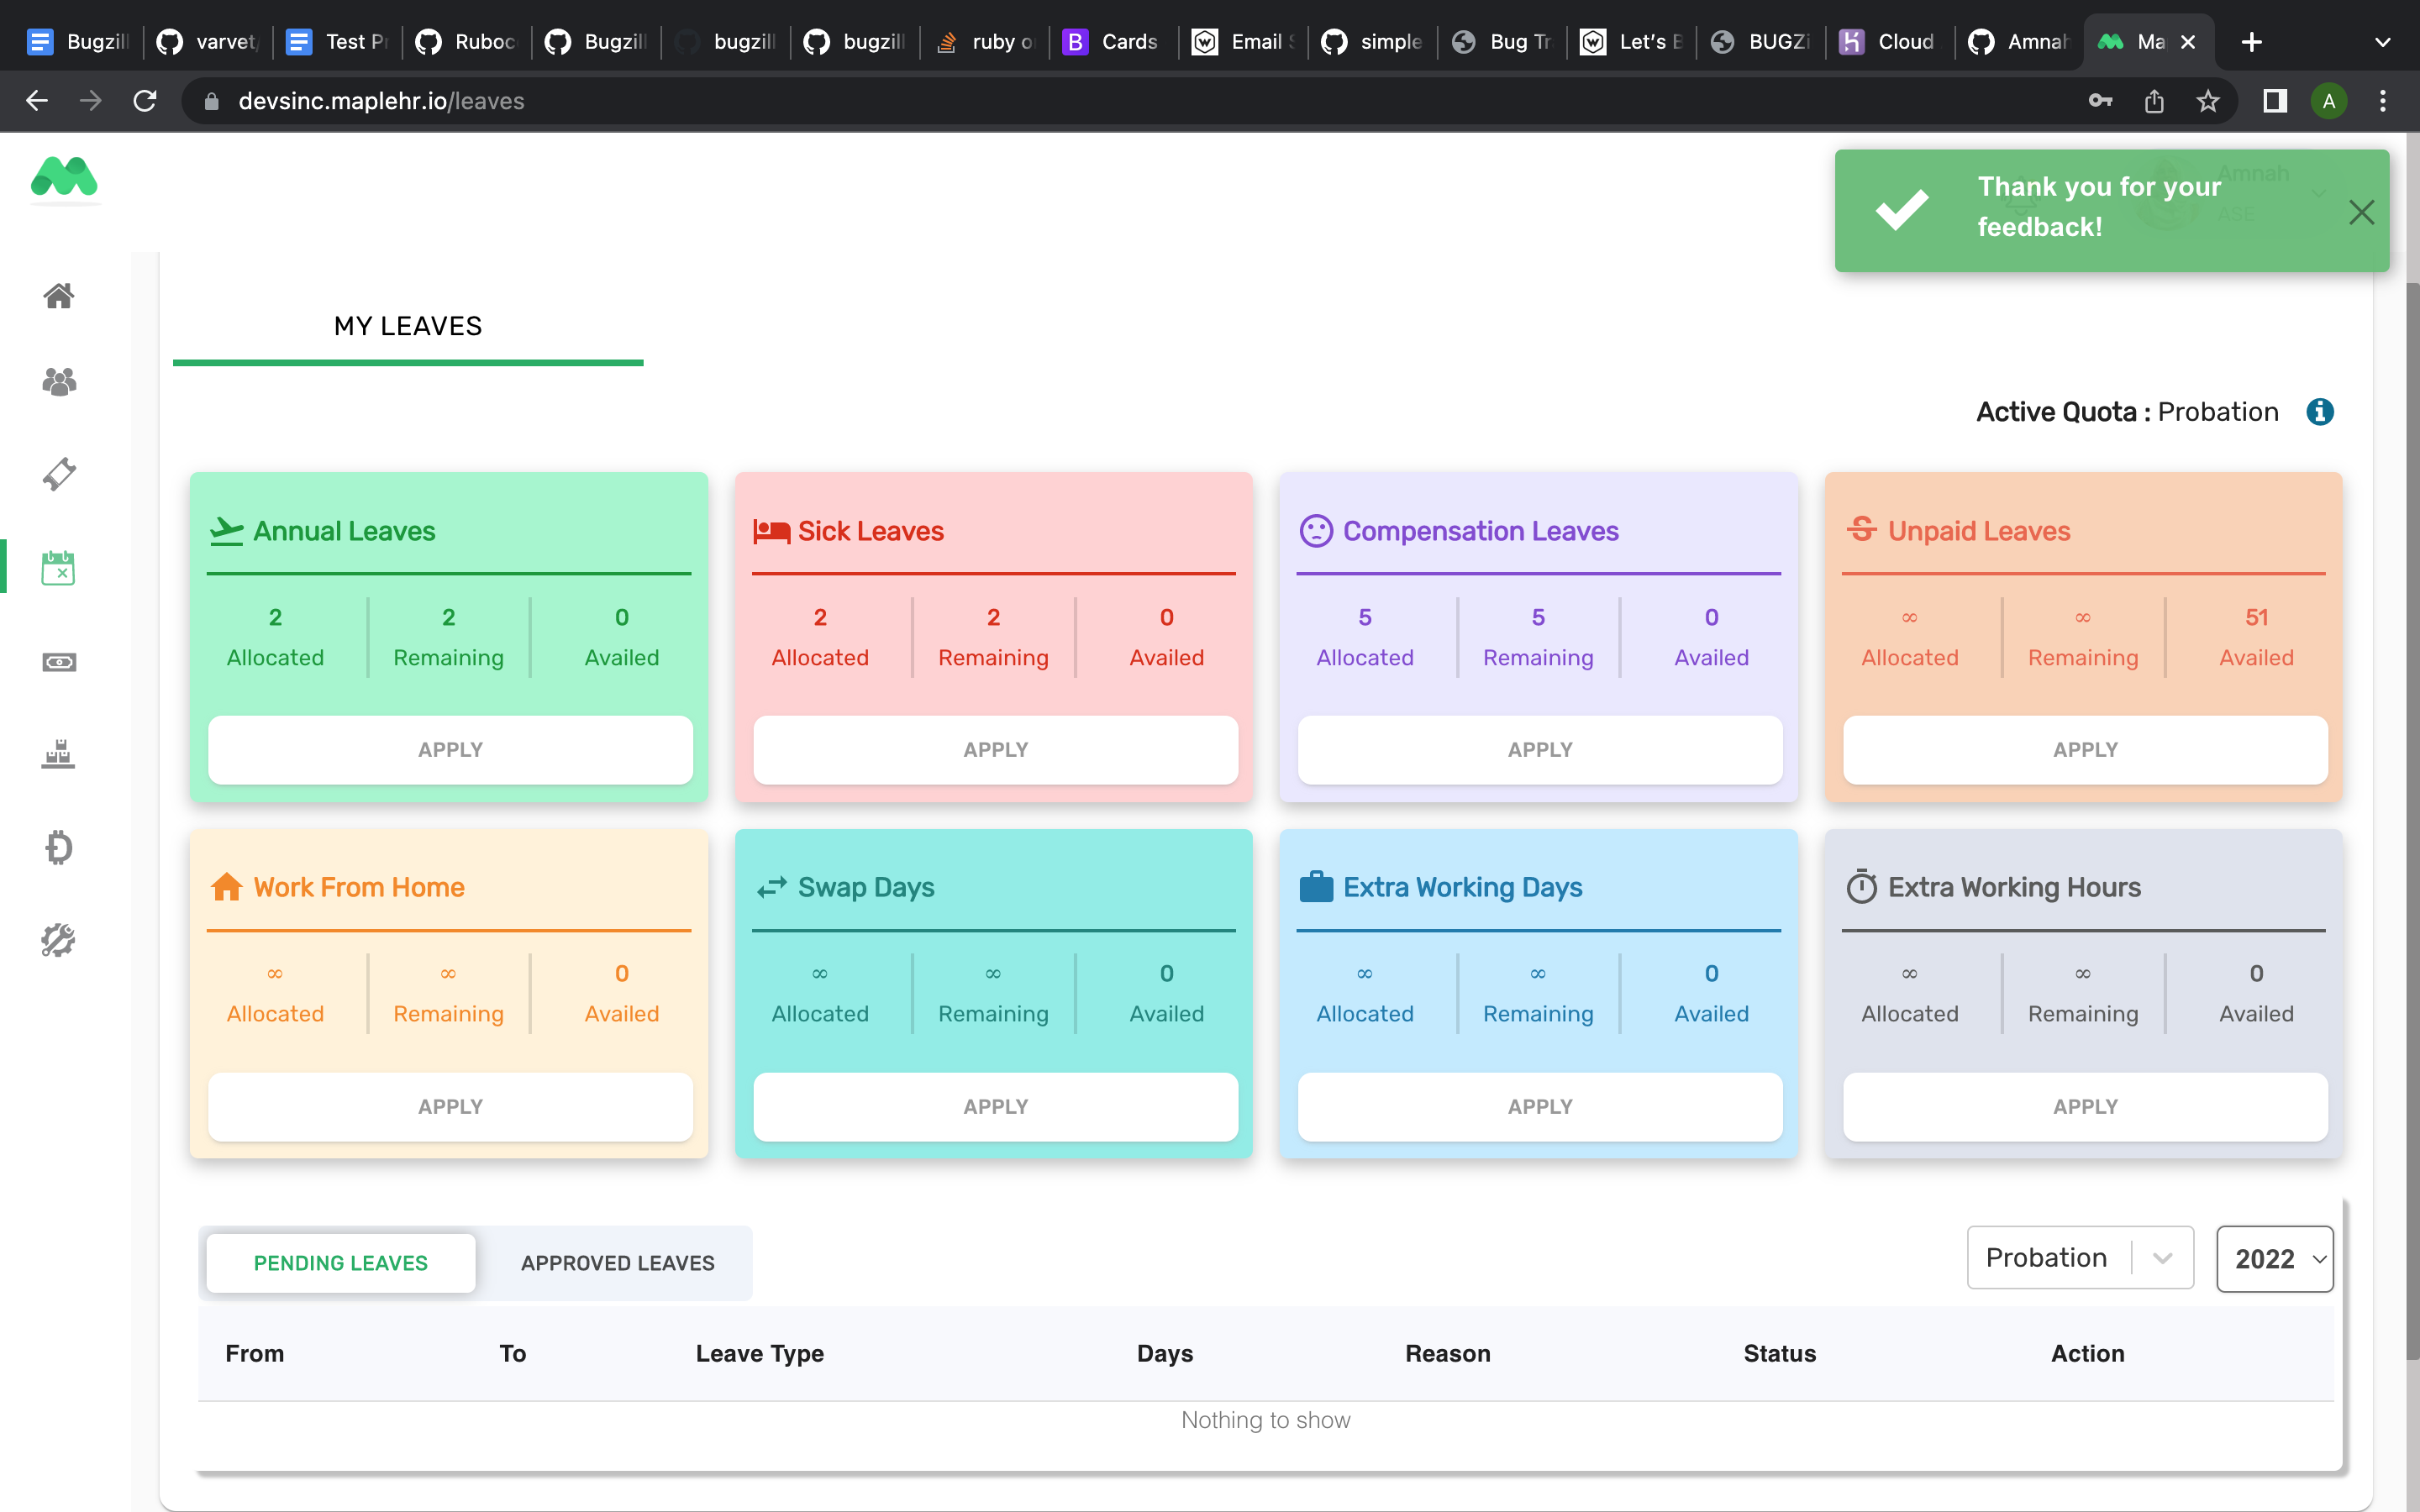 Bugzill varvet/ Test Pr Ruboc Bugzill bugzill bugzill ruby o Cards Email S simple Bug Tr Let's B BUGZi Cloud Amnah Ma
devsinc.maplehr.io/leaves
A
Thank you for your
feedback!
Amnah
ASE
MY LEAVES
Active Quota : Probation
Annual Leaves
2 2 0
Allocated Remaining Availed
APPLY
Sick Leaves
2 2 0
Allocated Remaining Availed
APPLY
Compensation Leaves
5 5 0
Allocated Remaining Availed
APPLY
Unpaid Leaves
∞ ∞ 51
Allocated Remaining Availed
APPLY
Work From Home
∞ ∞ 0
Allocated Remaining Availed
APPLY
Swap Days
∞ ∞ 0
Allocated Remaining Availed
APPLY
Extra Working Days
∞ ∞ 0
Allocated Remaining Availed
APPLY
Extra Working Hours
∞ ∞ 0
Allocated Remaining Availed
APPLY
PENDING LEAVES APPROVED LEAVES Probation 2022
From To Leave Type Days Reason Status Action
Nothing to show